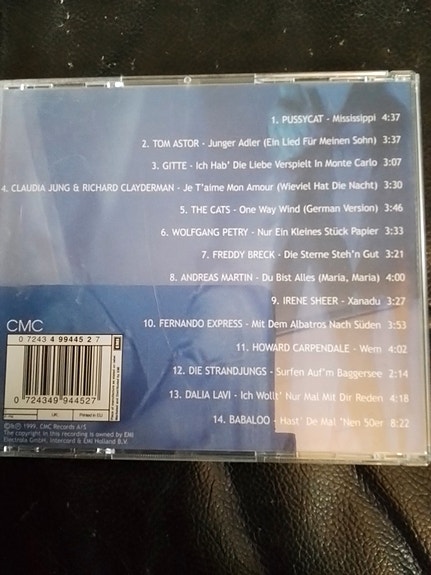 1. PUSSYCAT - Mississippi 4:37
2. TOM ASTOR - Junger Adler (Ein Lied Für Meinen Sohn) 3:37
3. GITTE - Ich Hab' Die Liebe Verspielt In Monte Carlo 3:07
4. CLAUDIA JUNG & RICHARD CLAYDERMAN - Je T'aime Mon Amour (Wieviel Hat Die Nacht) 3:30
5. THE CATS - One Way Wind (German Version) 3:46
6. WOLFGANG PETRY - Nur Ein Kleines Stück Papier 3:33
7. FREDDY BRECK - Die Sterne Steh'n Gut 3:21
8. ANDREAS MARTIN - Du Bist Alles (Maria, Maria) 4:00
9. IRENE SHEER - Xanadu 3:27
10. FERNANDO EXPRESS - Mit Dem Albatros Nach Süden 3:53
11. HOWARD CARPENDALE - Wem 4:02
12. DIE STRANDJUNGS - Surfen Auf'm Baggersee 2:14
13. DALIA LAVI - Ich Wollt' Nur Mal Mit Dir Reden 4:18
14. BABALOO - Hast' De Mal 'Nen 50er 8:22
CMC
0 7243 4 99445 2 7
0 724349 944527
EMI
LRC.
Printed in EU
℗&© 1999, CMC Records A/S
The copyright in this recording is owned by EMI
Electrola GmbH, Intercord & EMI Holland B.V.